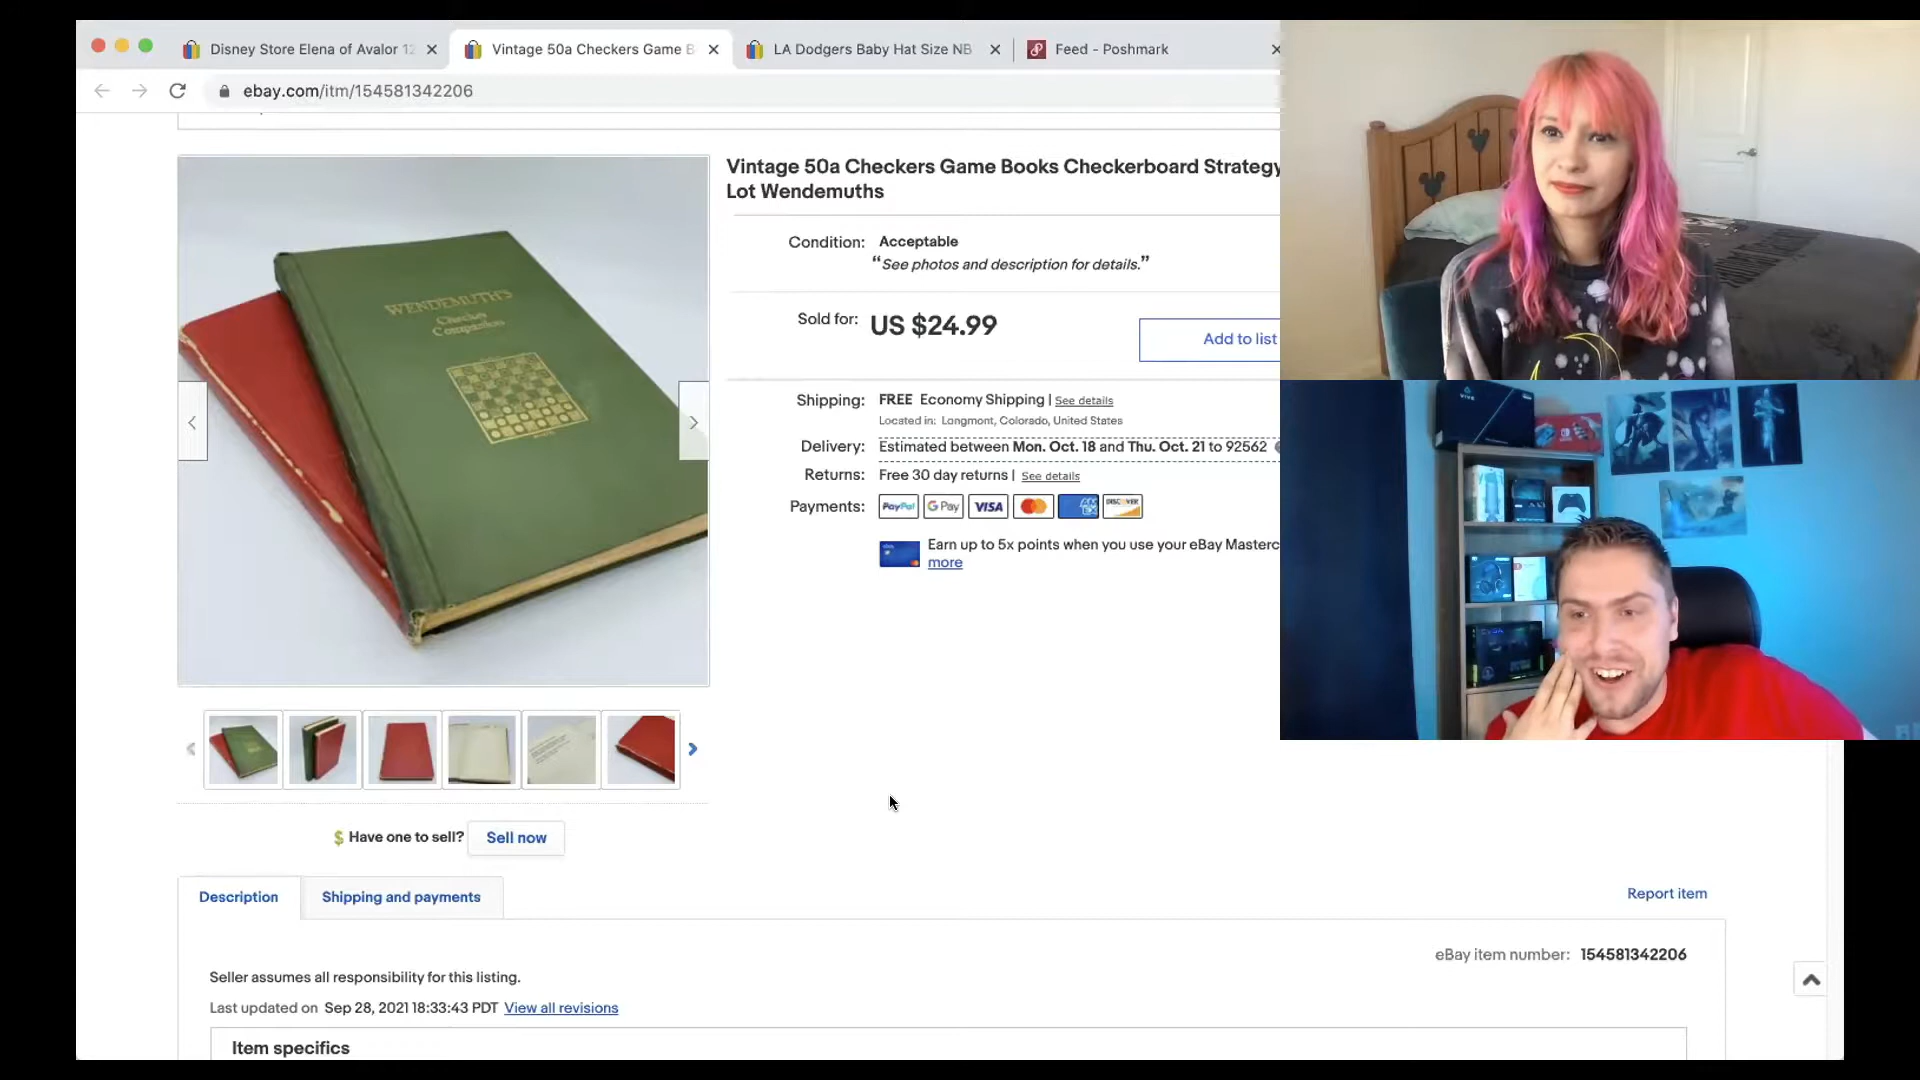 Disney Store Elena of Avalor 12
Vintage 50a Checkers Game B
LA Dodgers Baby Hat Size NB
Feed - Poshmark
ebay.com/itm/154581342206
Vintage 50a Checkers Game Books Checkerboard Strategy
Lot Wendemuths
Condition: Acceptable
“See photos and description for details.”
Sold for: US $24.99
Add to list
Shipping: FREE Economy Shipping | See details
Located in: Longmont, Colorado, United States
Delivery: Estimated between Mon. Oct. 18 and Thu. Oct. 21 to 92562
Returns: Free 30 day returns | See details
Payments: PayPal G Pay VISA DISCOVER
Earn up to 5x points when you use your eBay Masterc
more
WENDEMUTH'S
Checker
Companion
$ Have one to sell? Sell now
Description
Shipping and payments
Report item
eBay item number: 154581342206
Seller assumes all responsibility for this listing.
Last updated on Sep 28, 2021 18:33:43 PDT View all revisions
Item specifics